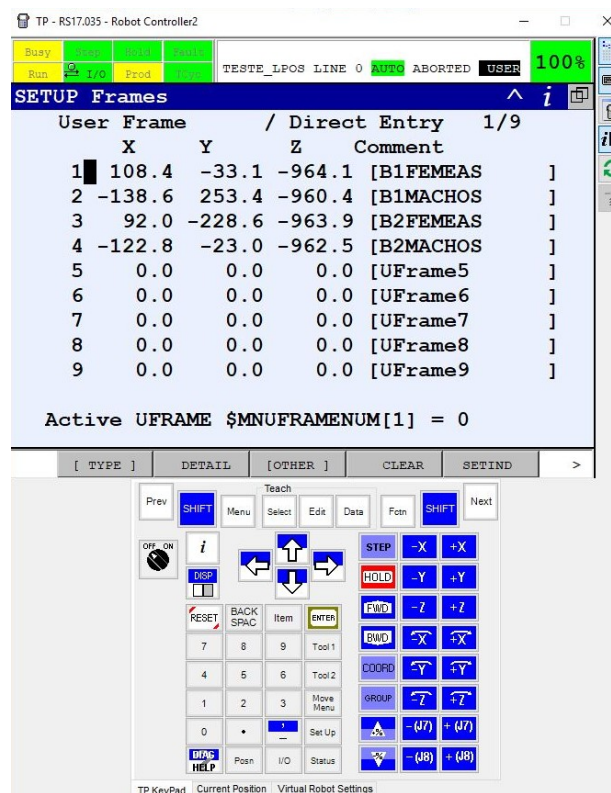 TP - RS17.035 - Robot Controller2
Busy Step Hold Fault
Run I/O Prod TCyc
TESTE_LPOS LINE 0 AUTO ABORTED USER 100%
SETUP Frames
User Frame / Direct Entry 1/9
X Y Z Comment
1 108.4 -33.1 -964.1 [B1FEMEAS ]
2 -138.6 253.4 -960.4 [B1MACHOS ]
3 92.0 -228.6 -963.9 [B2FEMEAS ]
4 -122.8 -23.0 -962.5 [B2MACHOS ]
5 0.0 0.0 0.0 [UFrame5 ]
6 0.0 0.0 0.0 [UFrame6 ]
7 0.0 0.0 0.0 [UFrame7 ]
8 0.0 0.0 0.0 [UFrame8 ]
9 0.0 0.0 0.0 [UFrame9 ]
Active UFRAME $MNUFRAMENUM[1] = 0
[ TYPE ] DETAIL [OTHER ] CLEAR SETIND >
Teach
Prev SHIFT Menu Select Edit Data Fctn SHIFT Next
OFF ON i STEP -X +X
DISP HOLD -Y +Y
RESET BACK SPAC Item ENTER FWD -Z +Z
7 8 9 Tool 1 BWD -X +X
4 5 6 Tool 2 COORD -Y +Y
1 2 3 Move Menu GROUP -Z +Z
0 . , _ Set Up -% -(J7) +(J7)
DIAG HELP Posn I/O Status -% -(J8) +(J8)
TP KeyPad Current Position Virtual Robot Settings